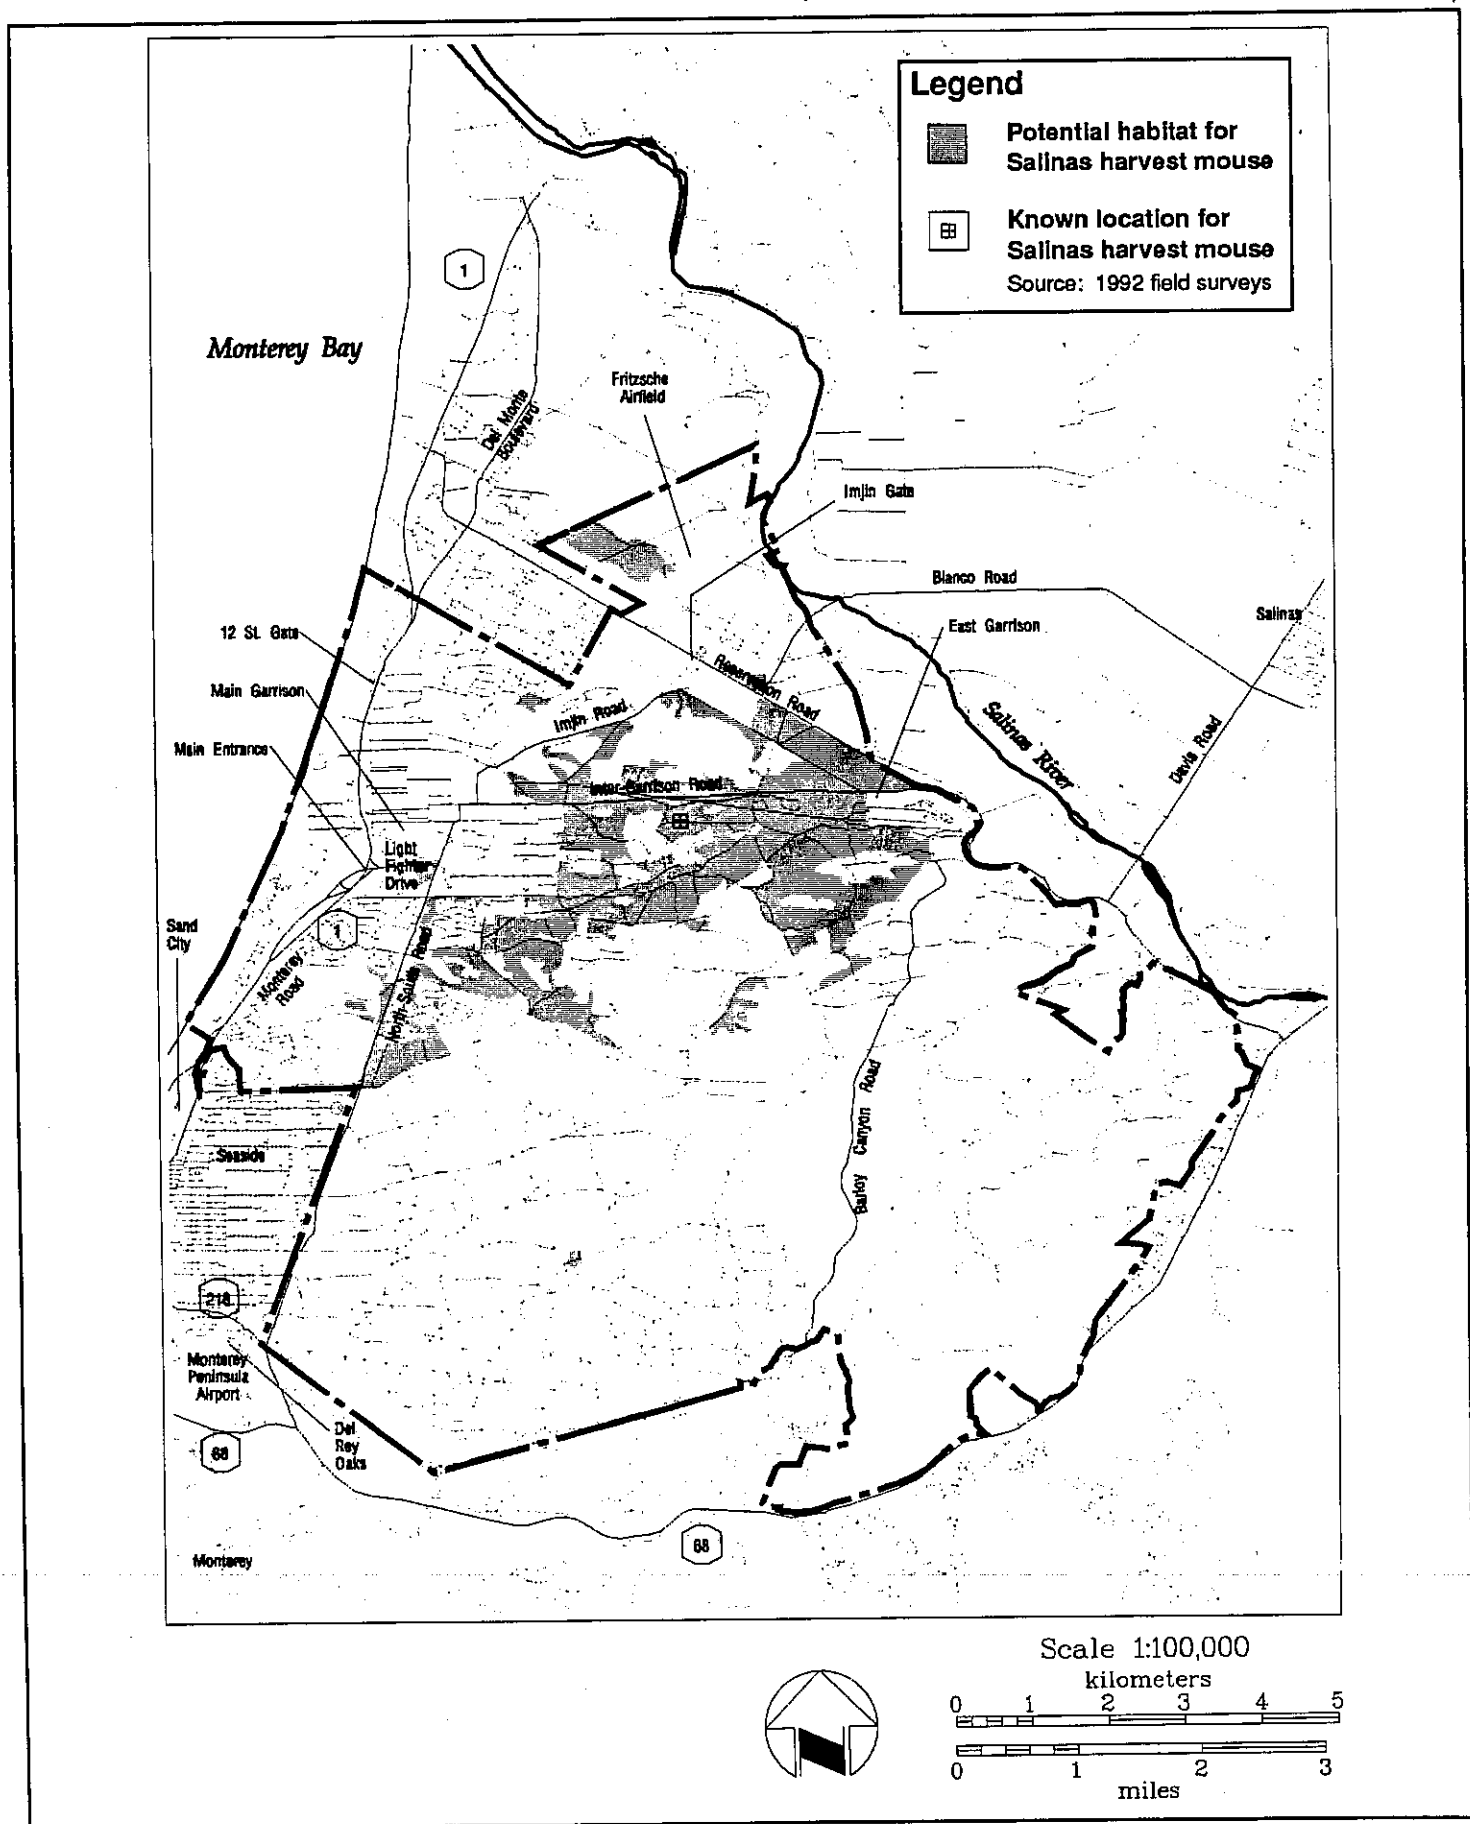 Legend
Potential habitat for
Salinas harvest mouse
Known location for
Salinas harvest mouse
Source: 1992 field surveys
1
Monterey Bay
Fritzsche
Airfield
Del Monte
Boulevard
Imjin Gate
Blanco Road
Salinas
12 St. Gate
East Garrison
Main Garrison
Reservation Road
Imjin Road
Salinas River
Davis Road
Main Entrance
Inter-Garrison Road
Light
Fighter
Drive
Sand
City
1
Monterey
Road
North-South Road
Barloy Canyon Road
Seaside
218
Monterey
Peninsula
Airport
Del
Rey
Oaks
68
68
Monterey
Scale 1:100,000
kilometers
0 1 2 3 4 5
0 1 2 3
miles